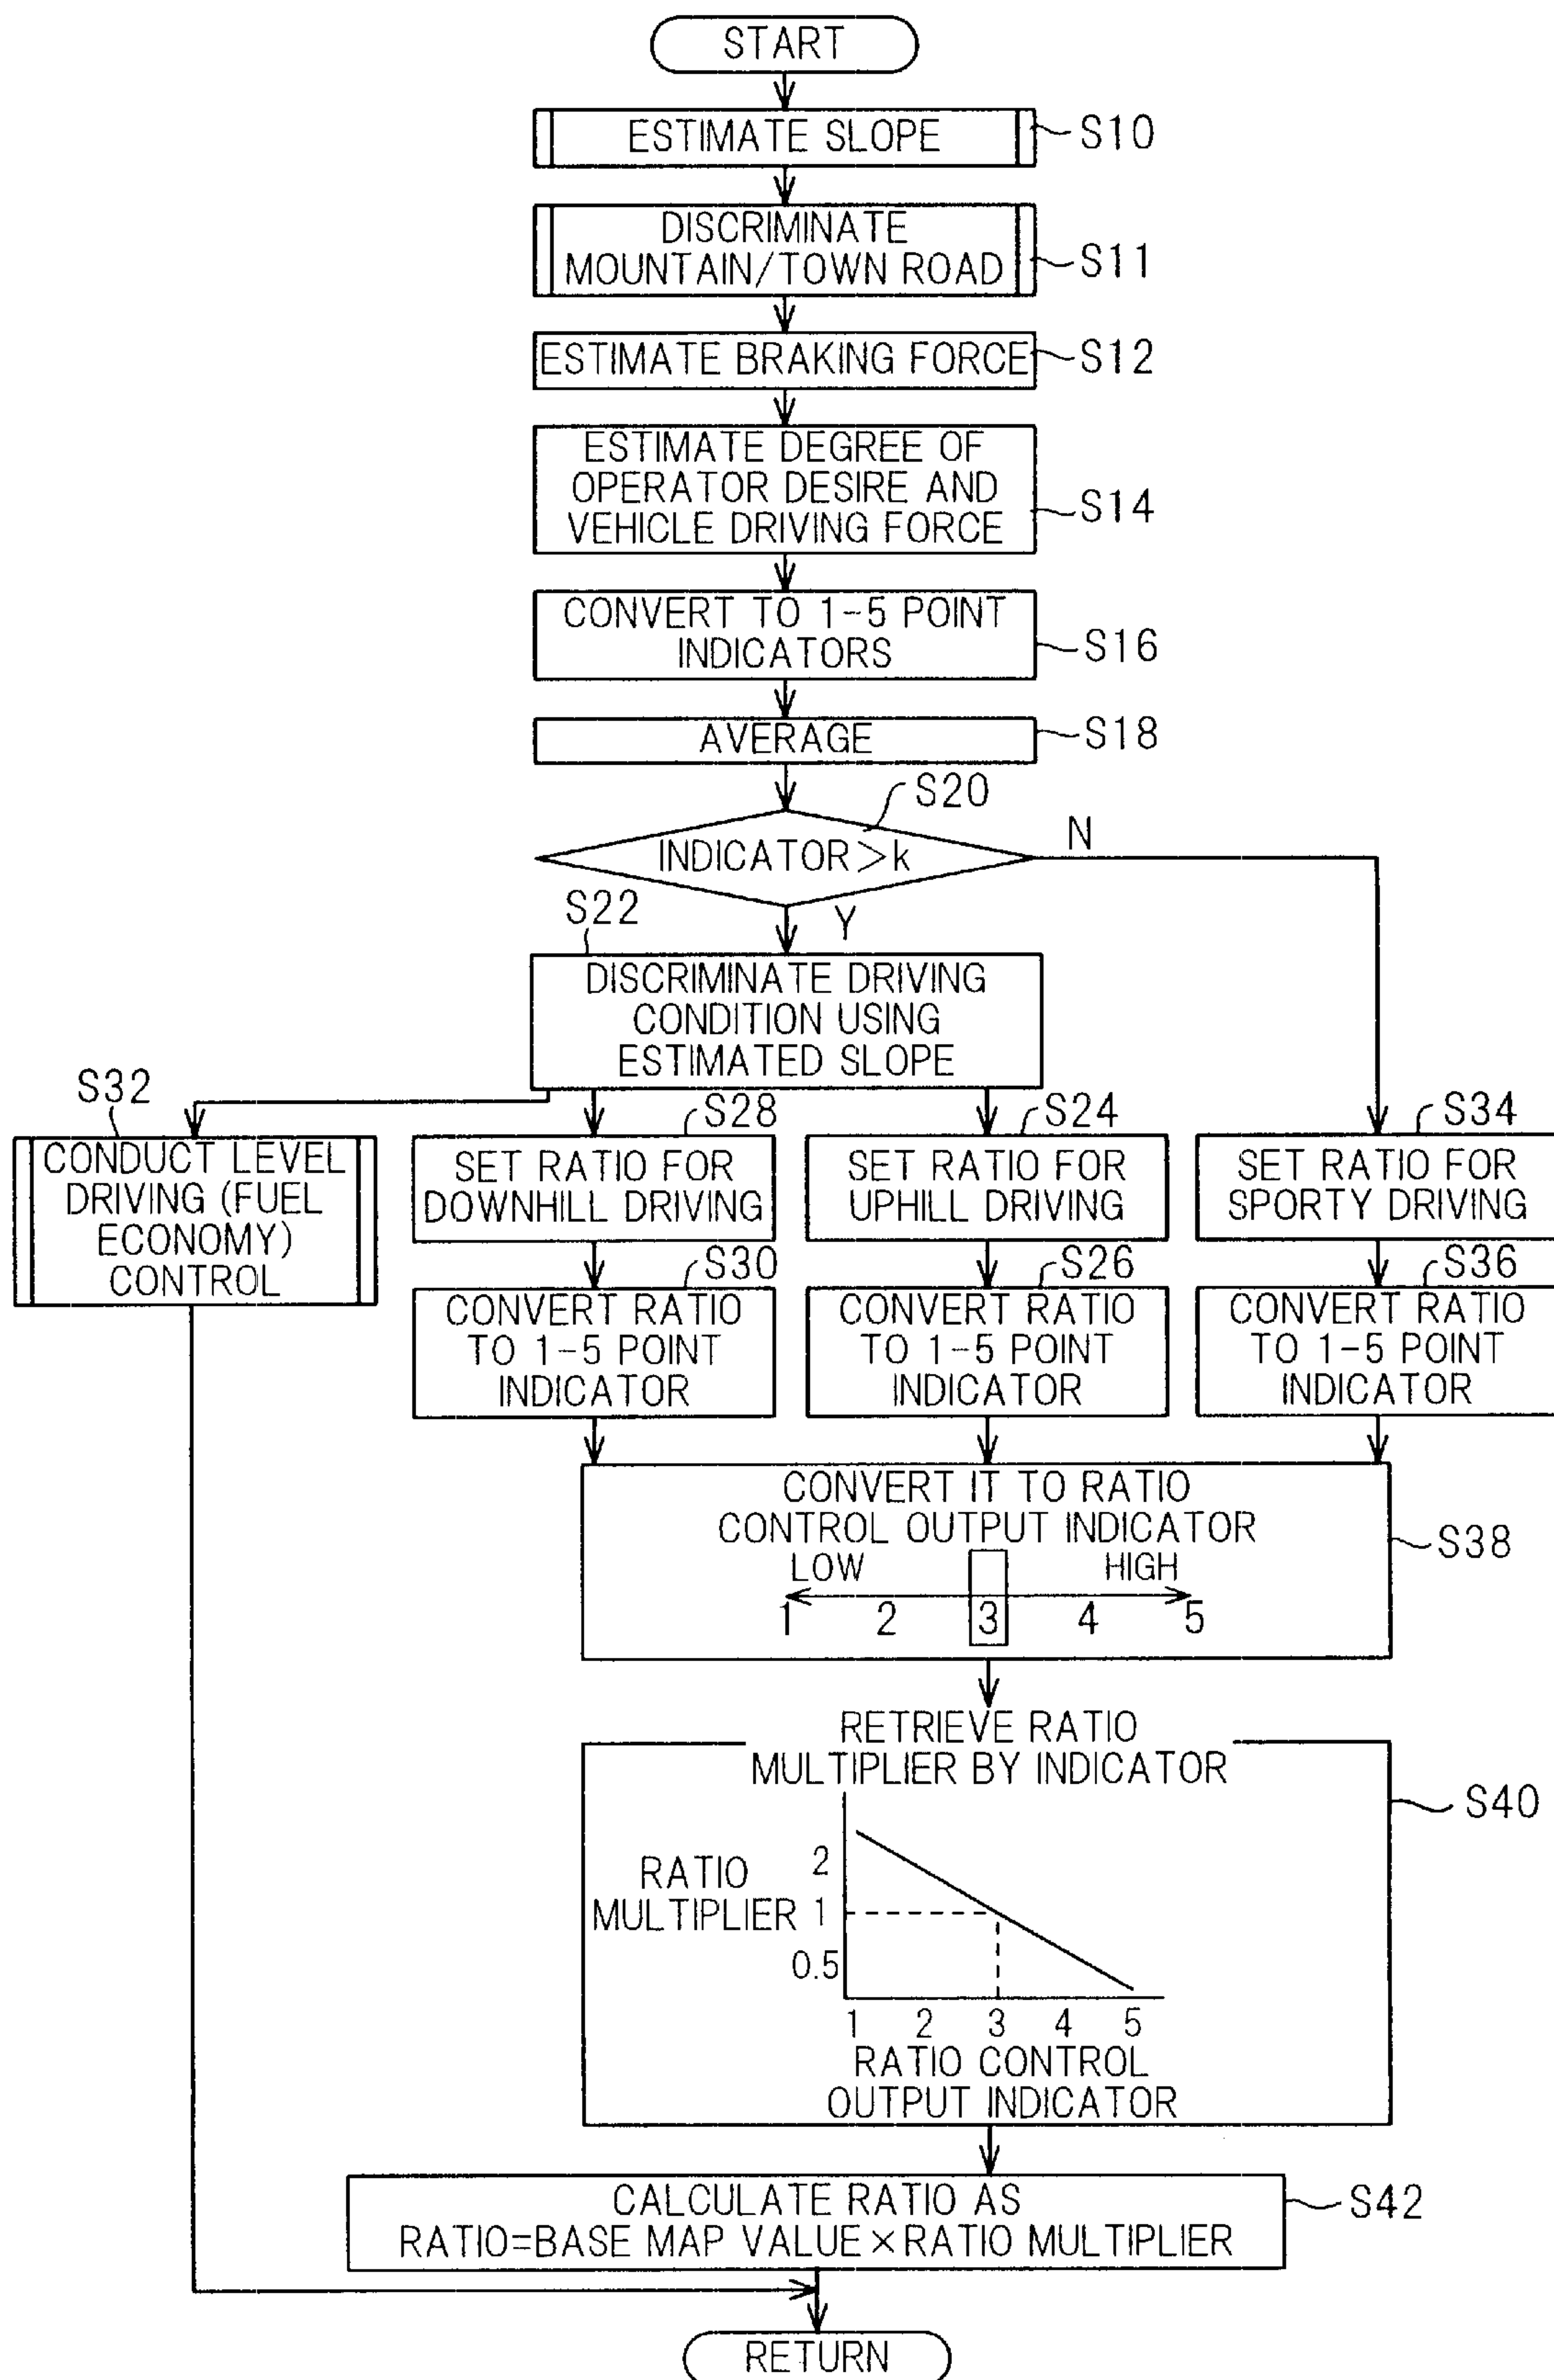 START
ESTIMATE SLOPE
S10
DISCRIMINATE
MOUNTAIN/TOWN ROAD
S11
ESTIMATE BRAKING FORCE
S12
ESTIMATE DEGREE OF
OPERATOR DESIRE AND
VEHICLE DRIVING FORCE
S14
CONVERT TO 1-5 POINT
INDICATORS
S16
AVERAGE
S18
S20
INDICATOR>k
N
Y
S22
DISCRIMINATE DRIVING
CONDITION USING
ESTIMATED SLOPE
S32
CONDUCT LEVEL
DRIVING (FUEL
ECONOMY)
CONTROL
S28
SET RATIO FOR
DOWNHILL DRIVING
S24
SET RATIO FOR
UPHILL DRIVING
S34
SET RATIO FOR
SPORTY DRIVING
S30
CONVERT RATIO
TO 1-5 POINT
INDICATOR
S26
CONVERT RATIO
TO 1-5 POINT
INDICATOR
S36
CONVERT RATIO
TO 1-5 POINT
INDICATOR
CONVERT IT TO RATIO
CONTROL OUTPUT INDICATOR
LOW HIGH
1 2 3 4 5
S38
RETRIEVE RATIO
MULTIPLIER BY INDICATOR
S40
RATIO
MULTIPLIER
2
1
0.5
1 2 3 4 5
RATIO CONTROL
OUTPUT INDICATOR
CALCULATE RATIO AS
RATIO=BASE MAP VALUE×RATIO MULTIPLIER
S42
RETURN